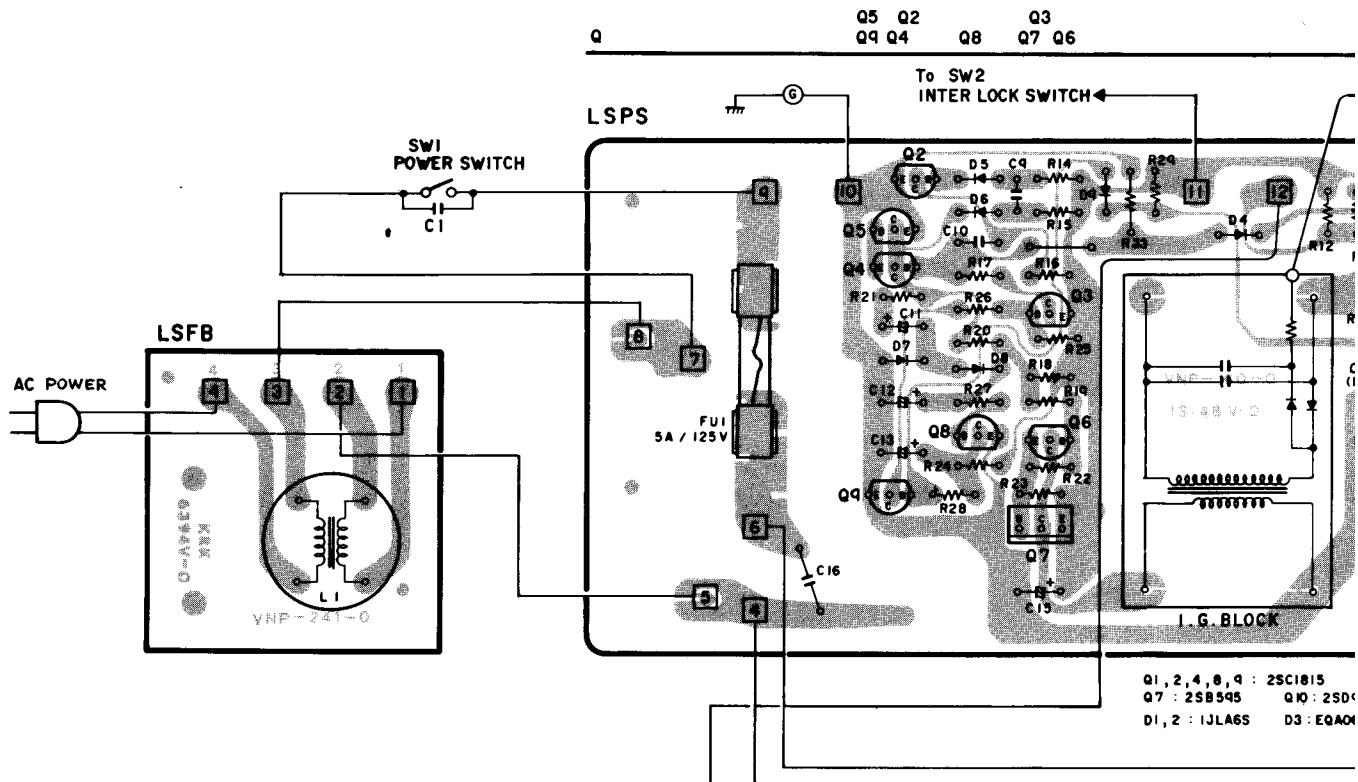 Q5 Q2 Q3
Q Q9 Q4 Q8 Q7 Q6
To SW2
INTER LOCK SWITCH
G
LSPS
SW1
POWER SWITCH
C1
Q2 D5 C9 R14 R29
9 10 D6 D9 11 12
Q5 C10 R15 R33 D4 R12
Q4 R17 R16
R21 R26 Q3
C11 R20 R25
8 D7 D8 R18
7 C12 R27 R19
FU1
5A / 125V
C13 Q8 Q6
R24 R22
Q9 R28 R23
6 Q7
C16 C15
5 4
I.G. BLOCK
LSFB
AC POWER
4 3 2 1
4 3 2 1
L1
VNP-241-0
Q1, 2, 4, 8, 9 : 2SC1815
Q7 : 2SB595 Q10 : 2SD9
D1, 2 : 1JLA6S D3 : EQA0